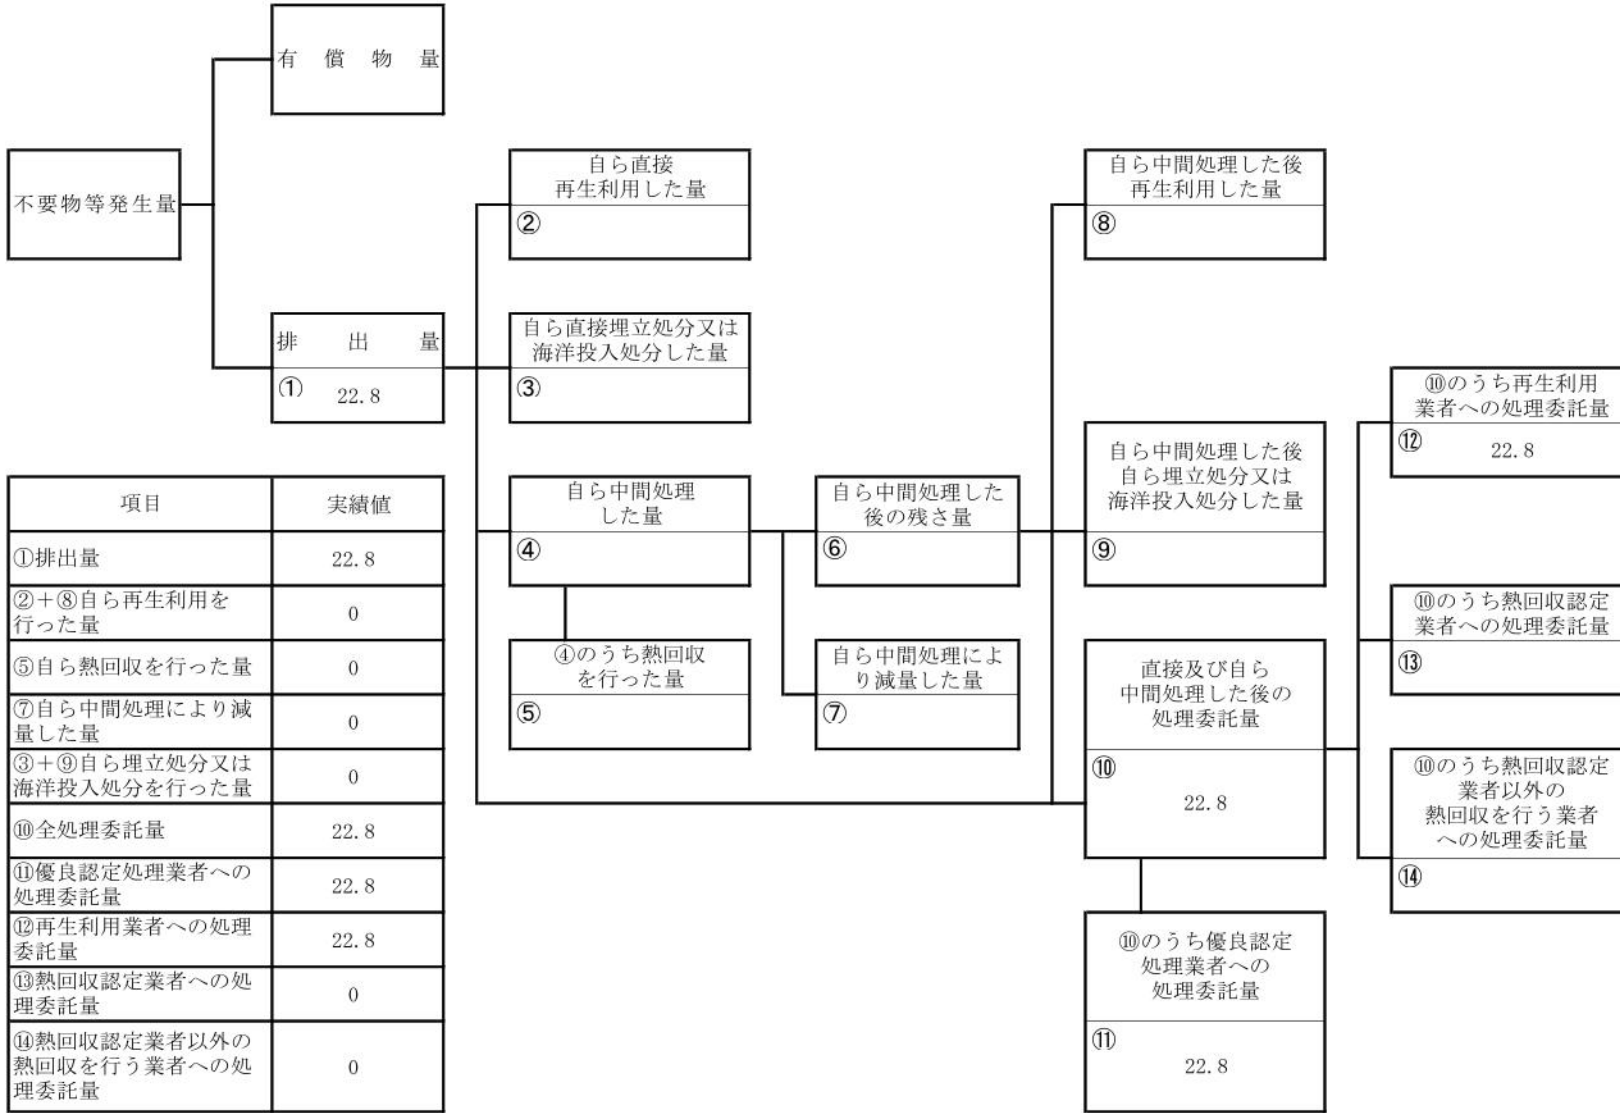 有償物量
不要物等発生量
排出量
①
22.8
自ら直接
再生利用した量
②
自ら直接埋立処分又は
海洋投入処分した量
③
自ら中間処理
した量
④
④のうち熱回収
を行った量
⑤
自ら中間処理した
後の残さ量
⑥
自ら中間処理によ
り減量した量
⑦
自ら中間処理した後
再生利用した量
⑧
自ら中間処理した後
自ら埋立処分又は
海洋投入処分した量
⑨
直接及び自ら
中間処理した後の
処理委託量
⑩
22.8
⑩のうち優良認定
処理業者への
処理委託量
⑪
22.8
⑩のうち再生利用
業者への処理委託量
⑫
22.8
⑩のうち熱回収認定
業者への処理委託量
⑬
⑩のうち熱回収認定
業者以外の
熱回収を行う業者
への処理委託量
⑭
項目 実績値
①排出量 22.8
②+⑧自ら再生利用を
行った量 0
⑤自ら熱回収を行った量 0
⑦自ら中間処理により減
量した量 0
③+⑨自ら埋立処分又は
海洋投入処分を行った量 0
⑩全処理委託量 22.8
⑪優良認定処理業者への
処理委託量 22.8
⑫再生利用業者への処理
委託量 22.8
⑬熱回収認定業者への処
理委託量 0
⑭熱回収認定業者以外の
熱回収を行う業者への処
理委託量 0